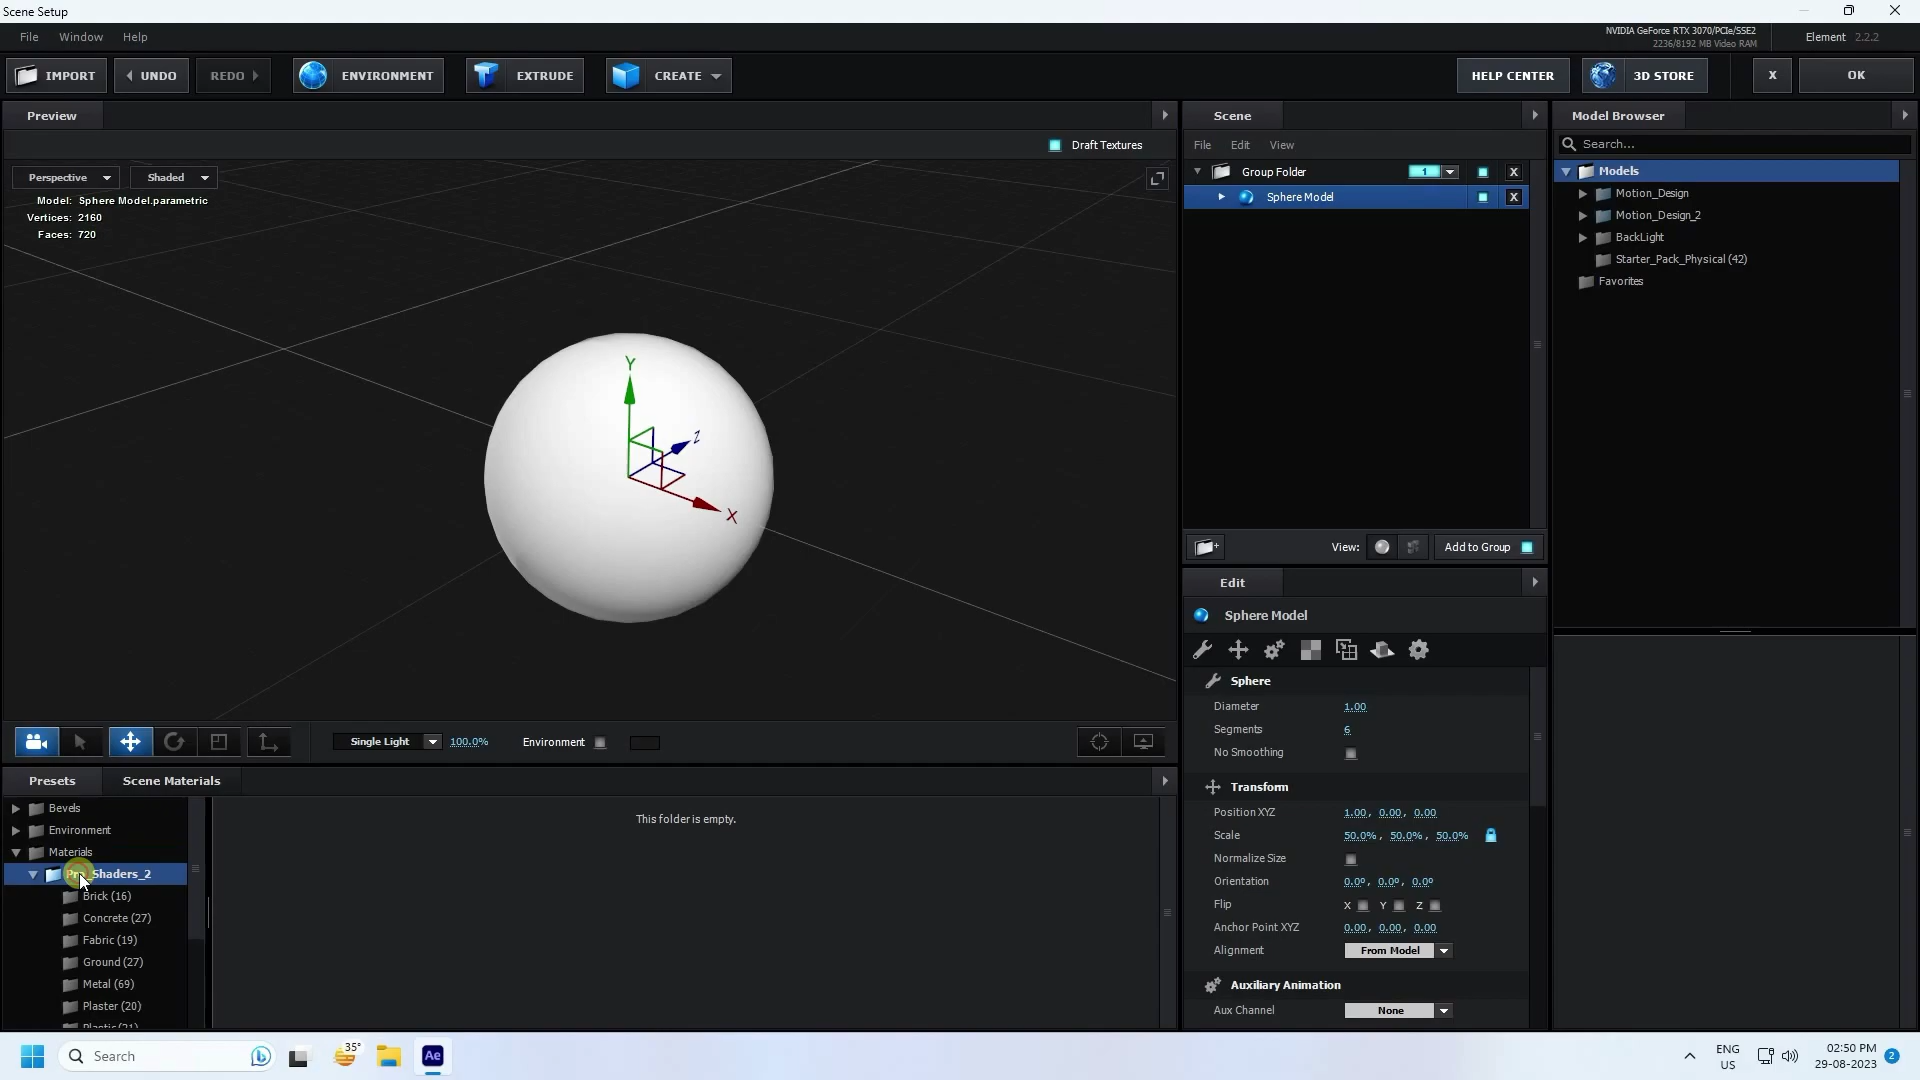 Scene Setup
File Window Help
NVIDIA GeForce RTX 3070/PCIe/SSE2
2236/8192 MB Video RAM
Element 2.2.2
IMPORT UNDO REDO ENVIRONMENT EXTRUDE CREATE HELP CENTER 3D STORE X OK
Preview
Draft Textures
Perspective Shaded
Model: Sphere Model.parametric
Vertices: 2160
Faces: 720
Y
Z
X
Single Light 100.0% Environment
Presets Scene Materials
Bevels
Environment
Materials
Shaders_2
Brick (16)
Concrete (27)
Fabric (19)
Ground (27)
Metal (69)
Plaster (20)
Plastic (21)
This folder is empty.
Scene
File Edit View
Group Folder 1 X
Sphere Model X
View: Add to Group
Edit
Sphere Model
Sphere
Diameter 1.00
Segments 6
No Smoothing
Transform
Position XYZ 1.00, 0.00, 0.00
Scale 50.0%, 50.0%, 50.0%
Normalize Size
Orientation 0.0º, 0.0º, 0.0º
Flip X Y Z
Anchor Point XYZ 0.00, 0.00, 0.00
Alignment From Model
Auxiliary Animation
Aux Channel None
Model Browser
Search...
Models
Motion_Design
Motion_Design_2
BackLight
Starter_Pack_Physical (42)
Favorites
Search 35° Ae
ENG
US
02:50 PM
29-08-2023
2